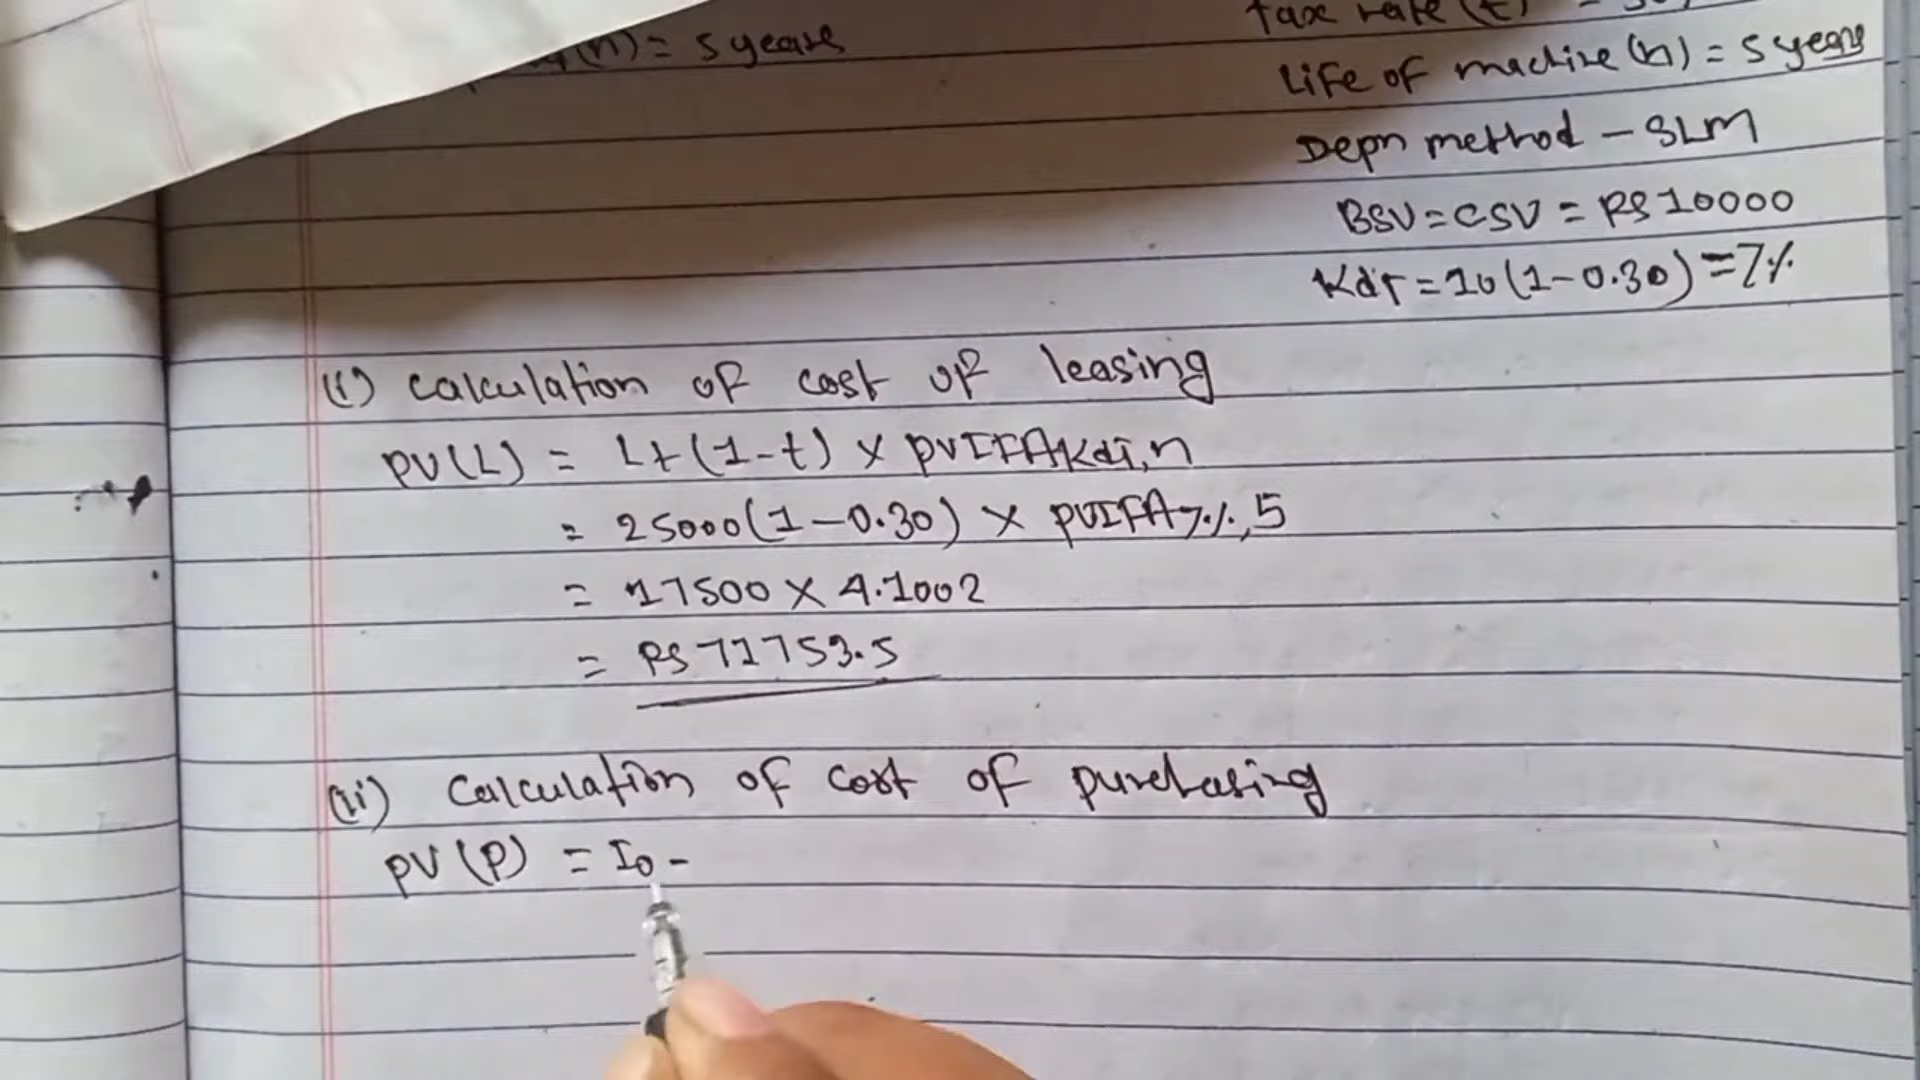 (n) = 5 years
tax rate (t) -
Life of machine (n) = 5 years
Depn method - SLM
BSV = CSV = RS 10000
Kdt = 10(1-0.30) = 7%
(i) calculation of cost of leasing
PV(L) = Lt(1-t) X PVIFAKdt,n
= 25000(1-0.30) X PVIFA7%,5
= 17500 X 4.1002
= RS 71753.5
(ii) Calculation of cost of purchasing
PV(P) = I0 -